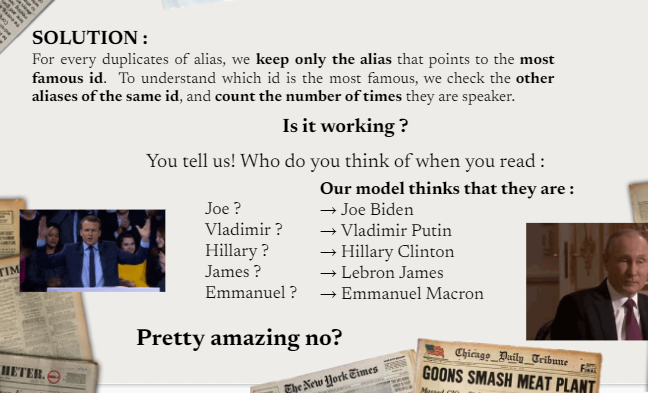 SOLUTION :
For every duplicates of alias, we keep only the alias that points to the most
famous id. To understand which id is the most famous, we check the other
aliases of the same id, and count the number of times they are speaker.
Is it working ?
You tell us! Who do you think of when you read :
Our model thinks that they are :
Joe ? → Joe Biden
Vladimir ? → Vladimir Putin
Hillary ? → Hillary Clinton
James ? → Lebron James
Emmanuel ? → Emmanuel Macron
Pretty amazing no?
HETER.
The New York Times
Chicago Daily Tribune
FINAL
GOONS SMASH MEAT PLANT